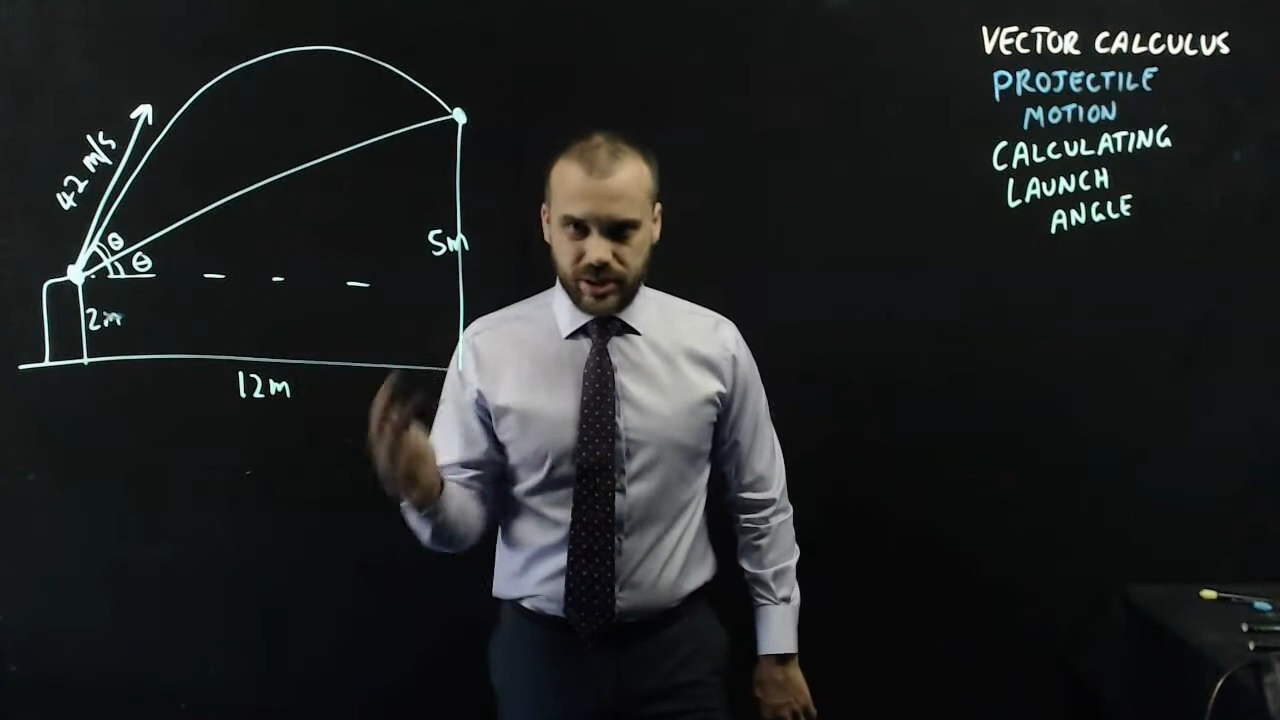 VECTOR CALCULUS
PROJECTILE
MOTION
CALCULATING
LAUNCH
ANGLE
42 m/s
θ
θ
5m
2m
12m